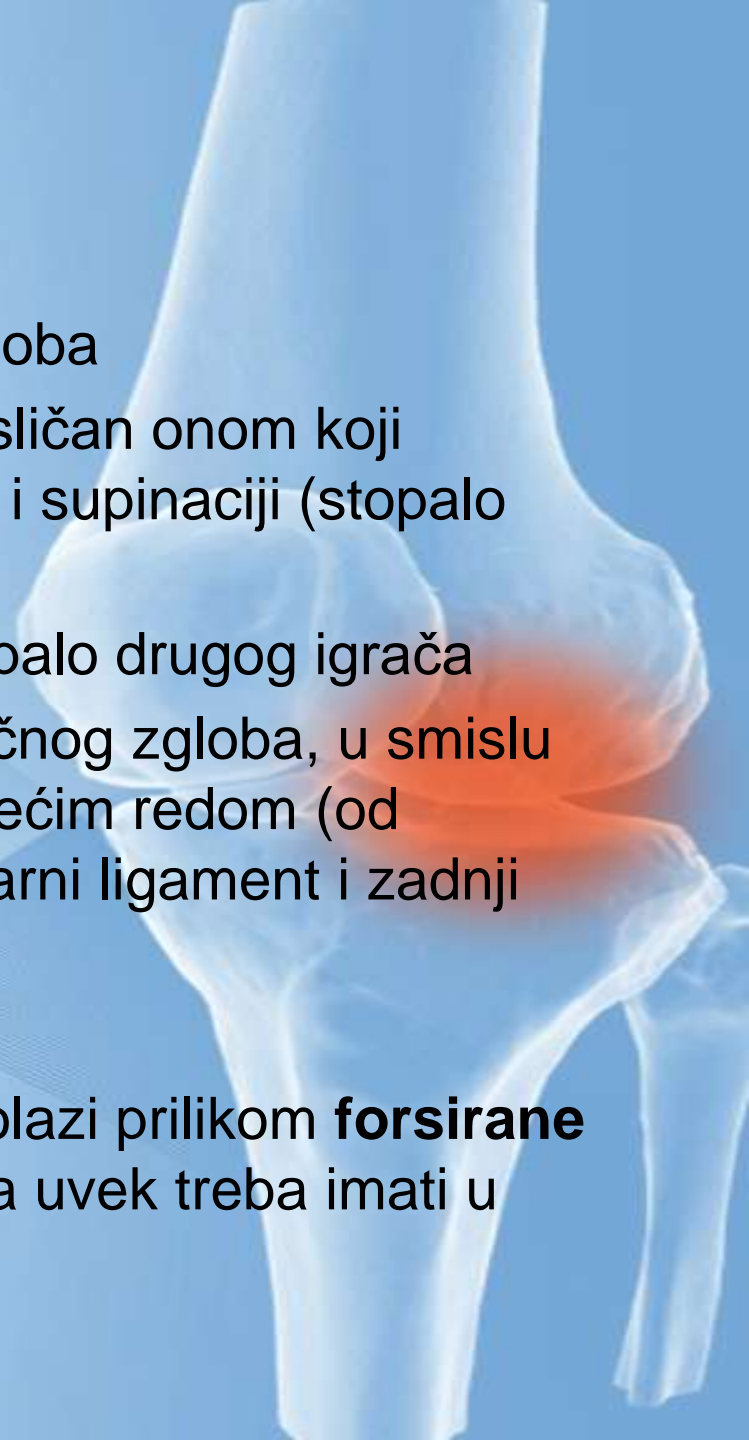 oba
sličan onom koji
i supinaciji (stopalo
palo drugog igrača
čnog zgloba, u smislu
ećim redom (od
arni ligament i zadnji
olazi prilikom forsirane
a uvek treba imati u